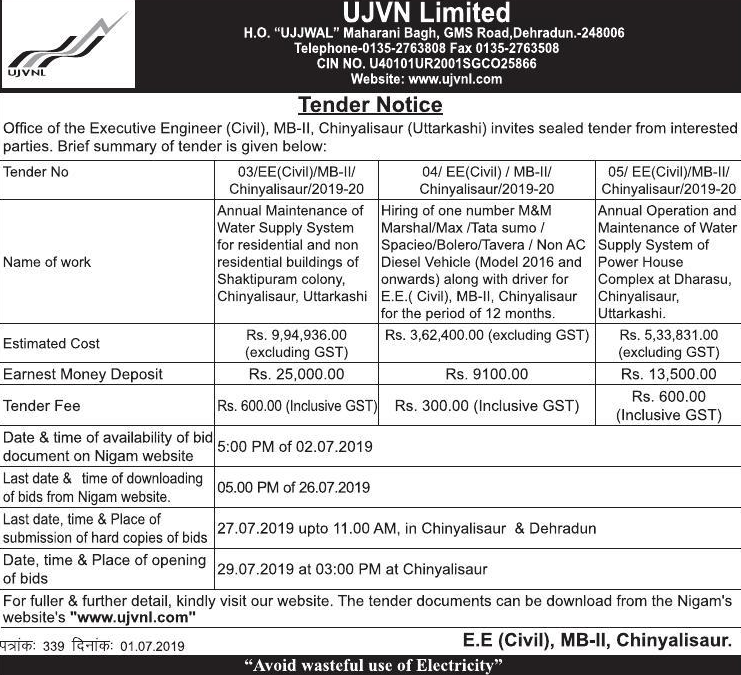 UJVNL
UJVN Limited
H.O. “UJJWAL” Maharani Bagh, GMS Road,Dehradun.-248006
Telephone-0135-2763808 Fax 0135-2763508
CIN NO. U40101UR2001SGCO25866
Website: www.ujvnl.com
Tender Notice
Office of the Executive Engineer (Civil), MB-II, Chinyalisaur (Uttarkashi) invites sealed tender from interested
parties. Brief summary of tender is given below:
Tender No
03/EE(Civil)/MB-II/
Chinyalisaur/2019-20
04/ EE(Civil) / MB-II/
Chinyalisaur/2019-20
05/ EE(Civil)/MB-II/
Chinyalisaur/2019-20
Name of work
Annual Maintenance of
Water Supply System
for residential and non
residential buildings of
Shaktipuram colony,
Chinyalisaur, Uttarkashi
Hiring of one number M&M
Marshal/Max /Tata sumo /
Spacieo/Bolero/Tavera / Non AC
Diesel Vehicle (Model 2016 and
onwards) along with driver for
E.E.( Civil), MB-II, Chinyalisaur
for the period of 12 months.
Annual Operation and
Maintenance of Water
Supply System of
Power House
Complex at Dharasu,
Chinyalisaur,
Uttarkashi.
Estimated Cost
Rs. 9,94,936.00
(excluding GST)
Rs. 3,62,400.00 (excluding GST)
Rs. 5,33,831.00
(excluding GST)
Earnest Money Deposit
Rs. 25,000.00
Rs. 9100.00
Rs. 13,500.00
Tender Fee
Rs. 600.00 (Inclusive GST)
Rs. 300.00 (Inclusive GST)
Rs. 600.00
(Inclusive GST)
Date & time of availability of bid
document on Nigam website
5:00 PM of 02.07.2019
Last date & time of downloading
of bids from Nigam website.
05.00 PM of 26.07.2019
Last date, time & Place of
submission of hard copies of bids
27.07.2019 upto 11.00 AM, in Chinyalisaur & Dehradun
Date, time & Place of opening
of bids
29.07.2019 at 03:00 PM at Chinyalisaur
For fuller & further detail, kindly visit our website. The tender documents can be download from the Nigam's
website's "www.ujvnl.com"
पत्रांकः 339 दिनांकः 01.07.2019
E.E (Civil), MB-II, Chinyalisaur.
“Avoid wasteful use of Electricity”